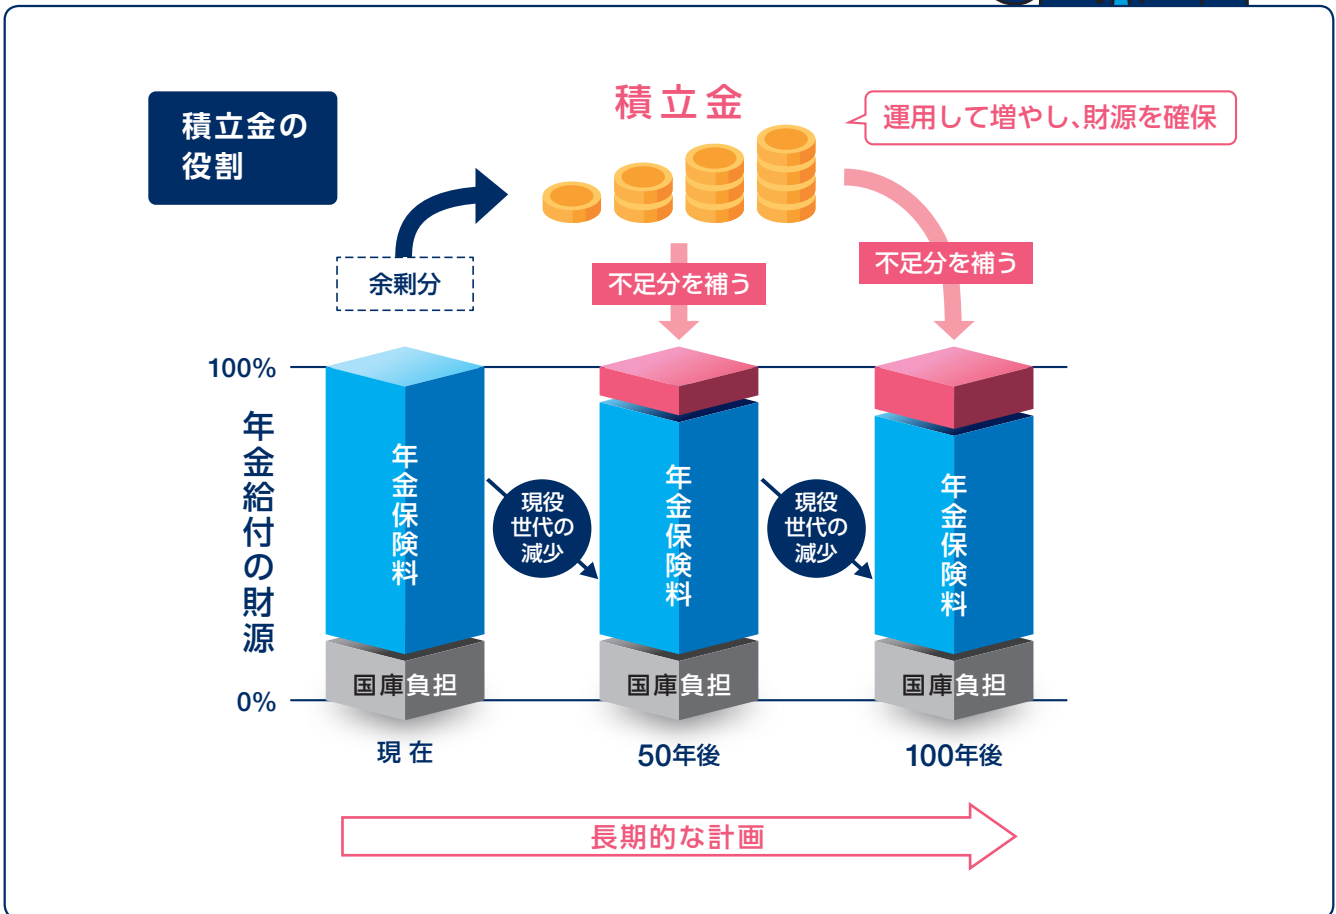 積立金の
役割
積立金
運用して増やし、財源を確保
余剰分
不足分を補う
不足分を補う
100%
年金給付の財源
0%
年金保険料
国庫負担
現在
現役
世代の
減少
年金保険料
国庫負担
50年後
現役
世代の
減少
年金保険料
国庫負担
100年後
長期的な計画